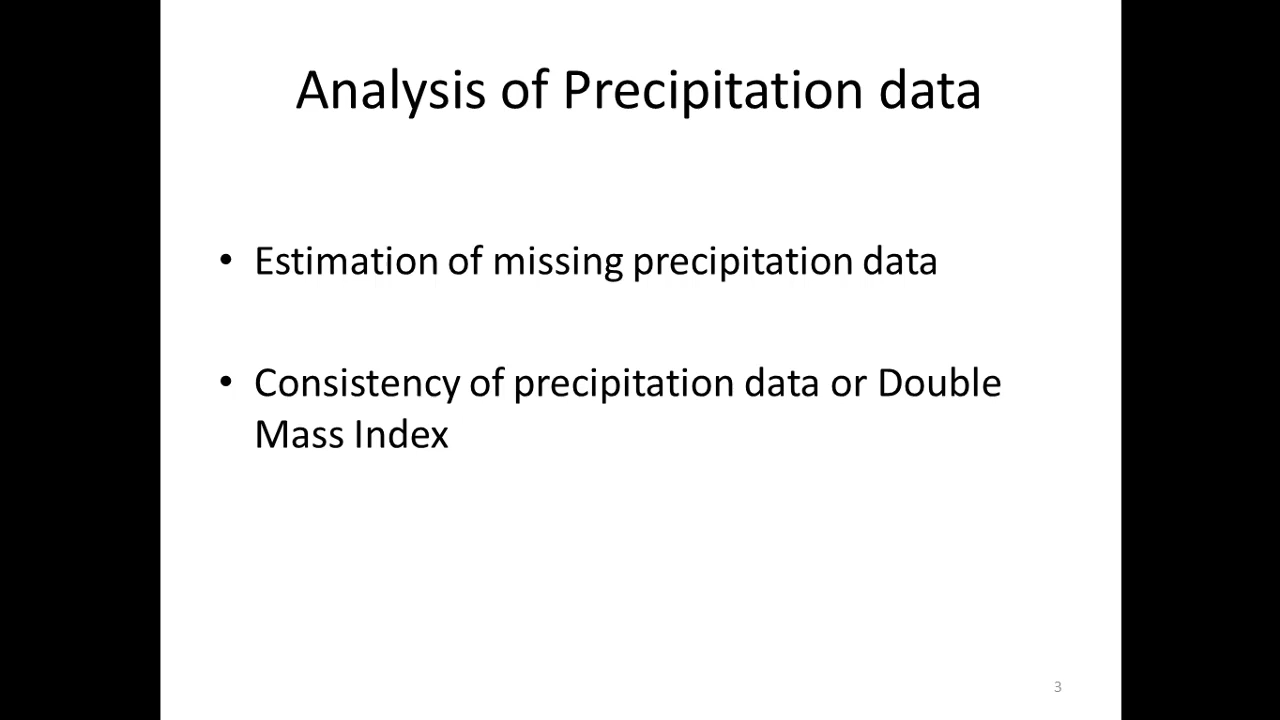 Analysis of Precipitation data
• Estimation of missing precipitation data
• Consistency of precipitation data or Double
Mass Index
3